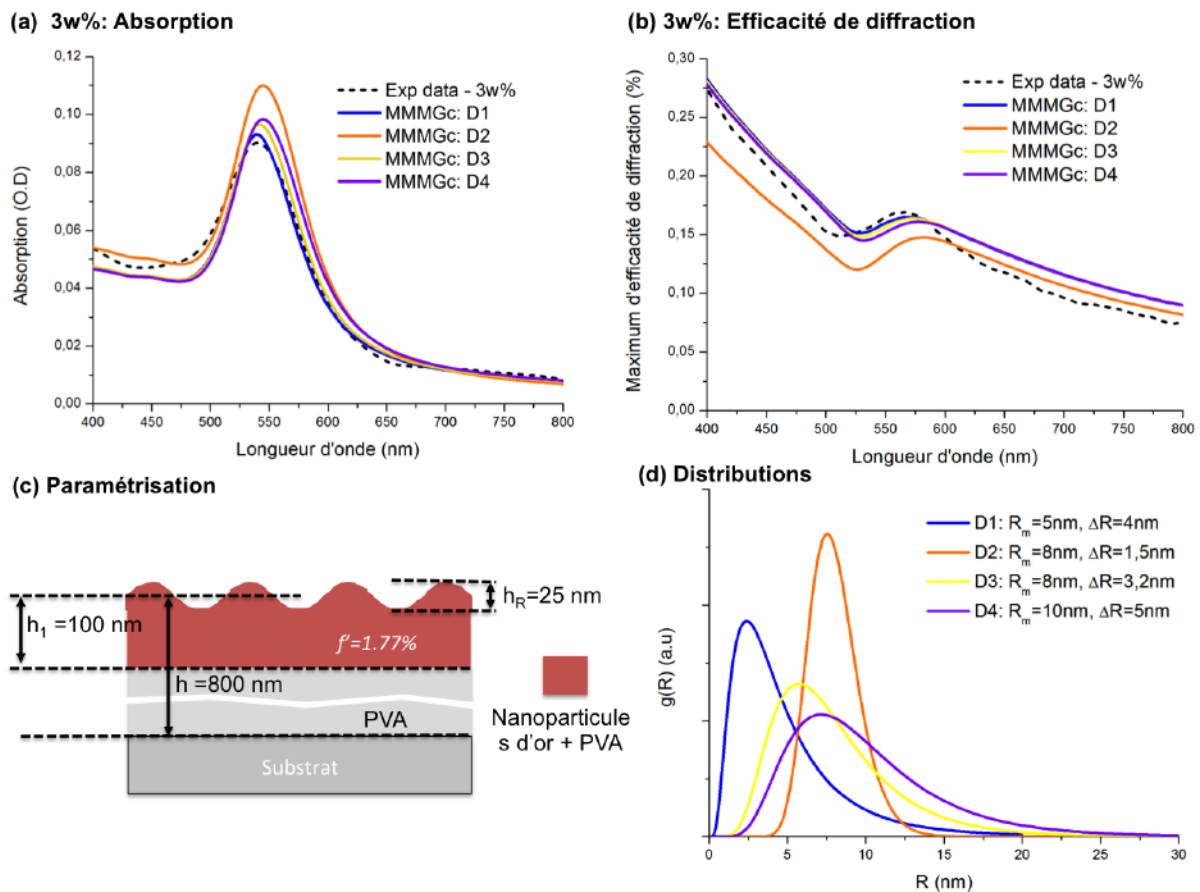 (a) 3w%: Absorption
0,12
0,10
0,08
0,06
0,04
0,02
0,00
Absorption (O.D)
Exp data - 3w%
MMMGc: D1
MMMGc: D2
MMMGc: D3
MMMGc: D4
400 450 500 550 600 650 700 750 800
Longueur d'onde (nm)
(b) 3w%: Efficacité de diffraction
0,30
0,25
0,20
0,15
0,10
0,05
0,00
Maximum d'efficacité de diffraction (%)
Exp data - 3w%
MMMGc: D1
MMMGc: D2
MMMGc: D3
MMMGc: D4
400 450 500 550 600 650 700 750 800
Longueur d'onde (nm)
(c) Paramétrisation
h₁ =100 nm
h_R=25 nm
f'=1.77%
h =800 nm
PVA
Substrat
Nanoparticule
s d'or + PVA
(d) Distributions
g(R) (a.u)
D1: R_m=5nm, ΔR=4nm
D2: R_m=8nm, ΔR=1,5nm
D3: R_m=8nm, ΔR=3,2nm
D4: R_m=10nm, ΔR=5nm
0 5 10 15 20 25 30
R (nm)